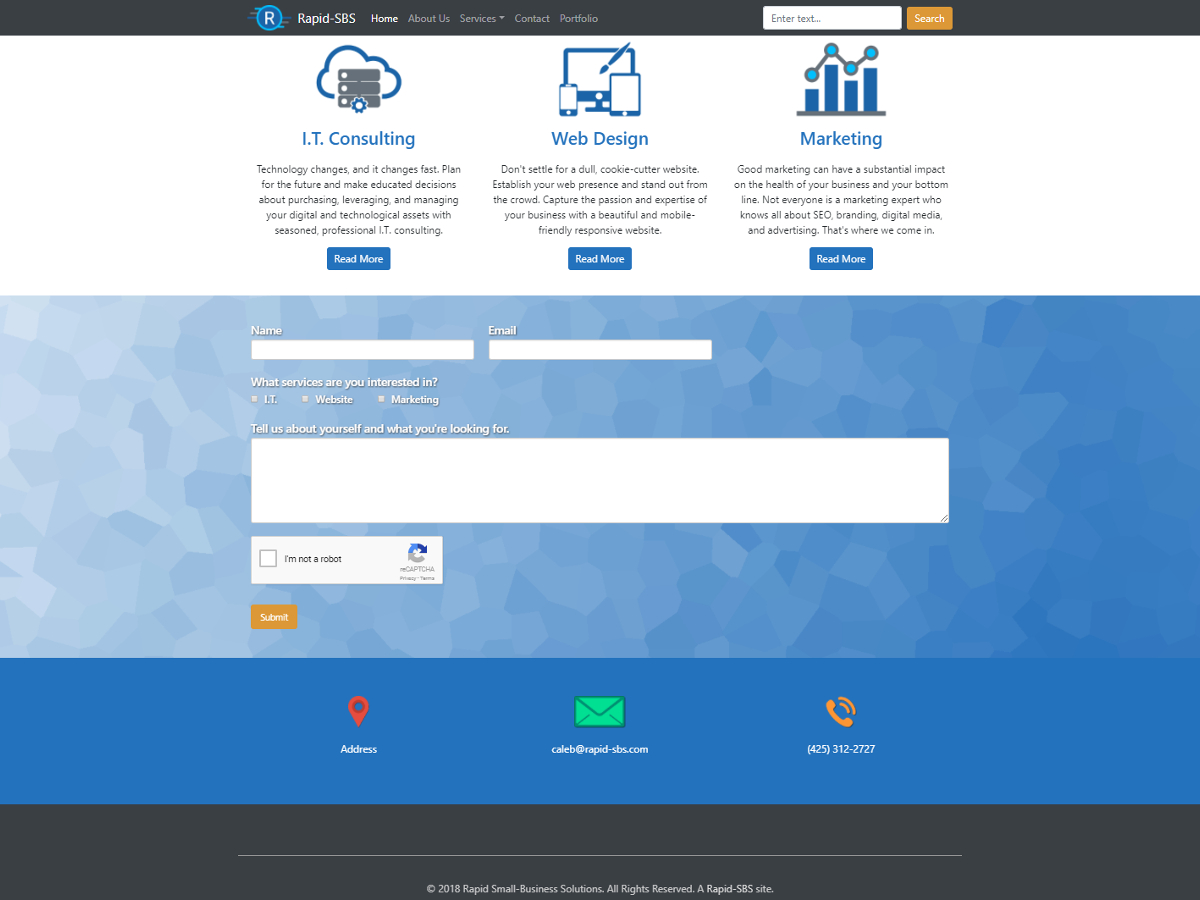 R Rapid-SBS Home About Us Services Contact Portfolio Enter text... Search
I.T. Consulting
Technology changes, and it changes fast. Plan
for the future and make educated decisions
about purchasing, leveraging, and managing
your digital and technological assets with
seasoned, professional I.T. consulting.
Read More
Web Design
Don't settle for a dull, cookie-cutter website.
Establish your web presence and stand out from
the crowd. Capture the passion and expertise of
your business with a beautiful and mobile-
friendly responsive website.
Read More
Marketing
Good marketing can have a substantial impact
on the health of your business and your bottom
line. Not everyone is a marketing expert who
knows all about SEO, branding, digital media,
and advertising. That's where we come in.
Read More
Name Email
What services are you interested in?
I.T. Website Marketing
Tell us about yourself and what you're looking for.
I'm not a robot
reCAPTCHA
Privacy - Terms
Submit
Address
caleb@rapid-sbs.com
(425) 312-2727
© 2018 Rapid Small-Business Solutions. All Rights Reserved. A Rapid-SBS site.